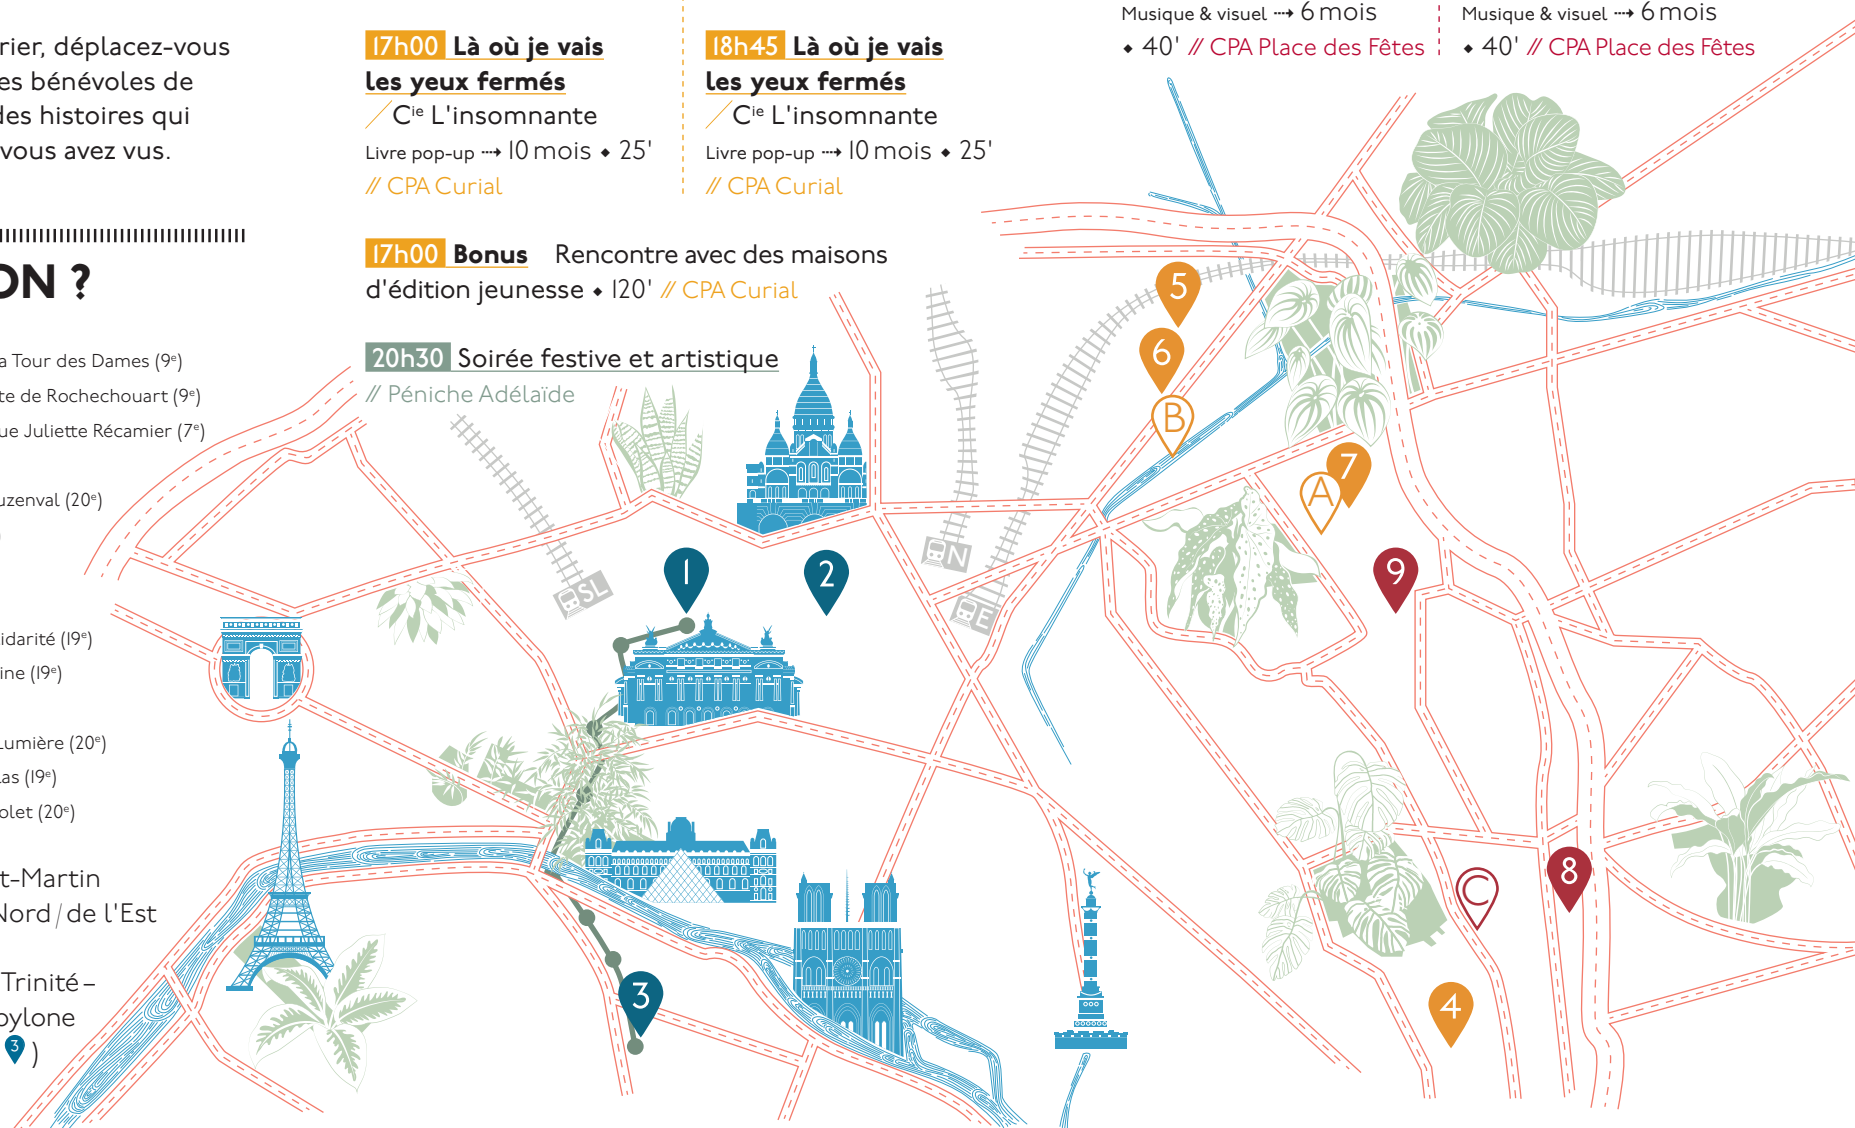 rier, déplacez-vous
es bénévoles de
des histoires qui
vous avez vus.
ON ?
a Tour des Dames (9e)
te de Rochechouart (9e)
ue Juliette Récamier (7e)
uzenval (20e)
)
idarité (19e)
ine (19e)
Lumière (20e)
las (19e)
olet (20e)
t-Martin
Nord / de l'Est
Trinité –
bylone
3 )
17h00 Là où je vais
les yeux fermés
Cie L'insomnante
Livre pop-up ⤏ 10 mois ◆ 25'
// CPA Curial
18h45 Là où je vais
les yeux fermés
Cie L'insomnante
Livre pop-up ⤏ 10 mois ◆ 25'
// CPA Curial
17h00 Bonus Rencontre avec des maisons
d'édition jeunesse ◆ 120' // CPA Curial
20h30 Soirée festive et artistique
// Péniche Adélaïde
Musique & visuel ⤏ 6 mois
◆ 40' // CPA Place des Fêtes
Musique & visuel ⤏ 6 mois
◆ 40' // CPA Place des Fêtes
5
6
B
7
A
N
1
2
9
SL
E
8
C
3
4